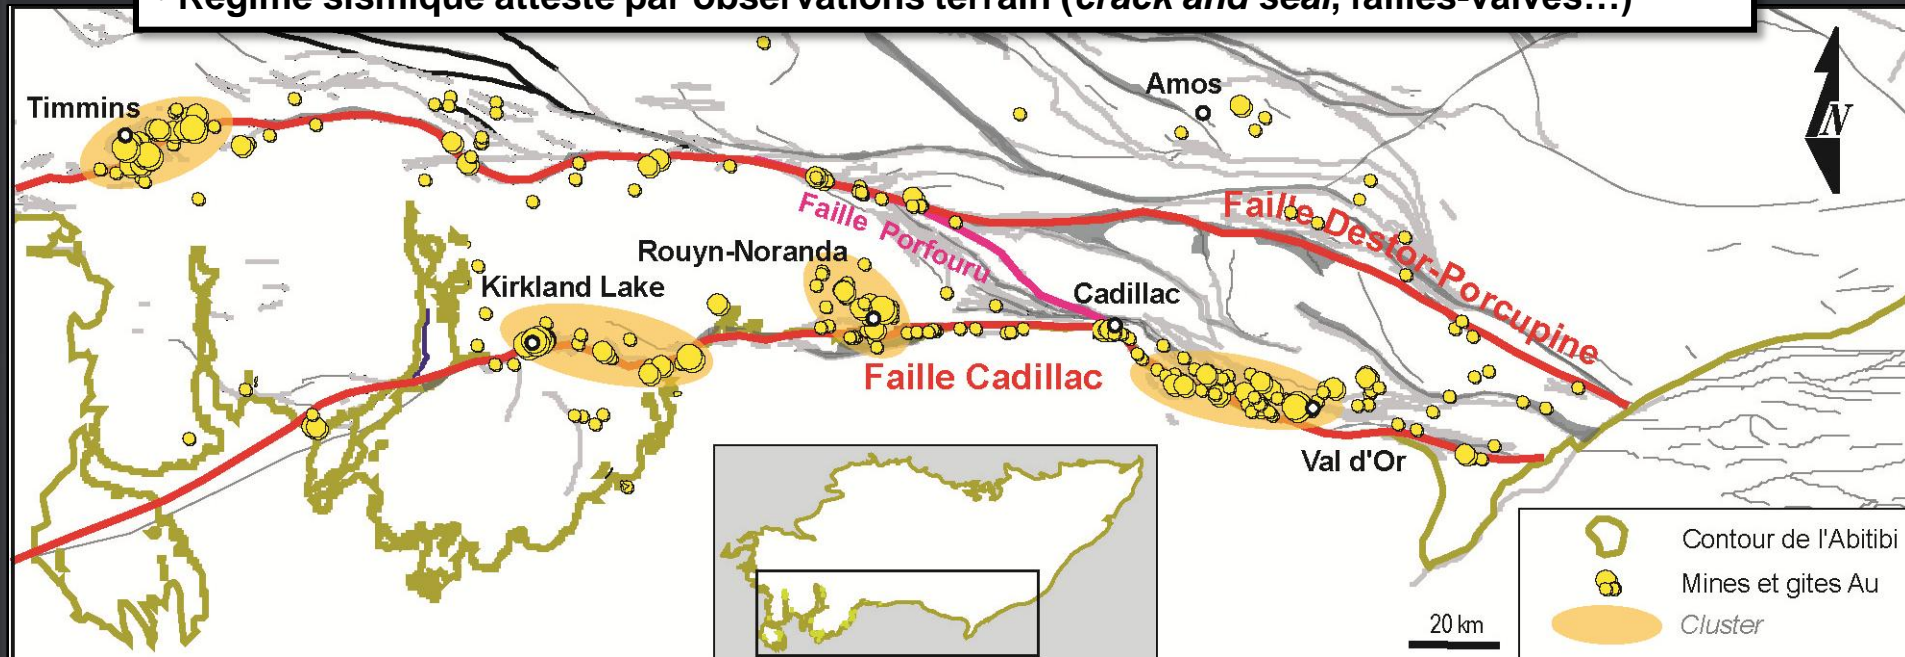 · Régime sismique attesté par observations terrain (crack and seal, failles-valves…)
Timmins
Amos
N
Faille Destor-Porcupine
Faille Porfouru
Rouyn-Noranda
Kirkland Lake
Cadillac
Faille Cadillac
Val d'Or
Contour de l'Abitibi
Mines et gites Au
Cluster
20 km